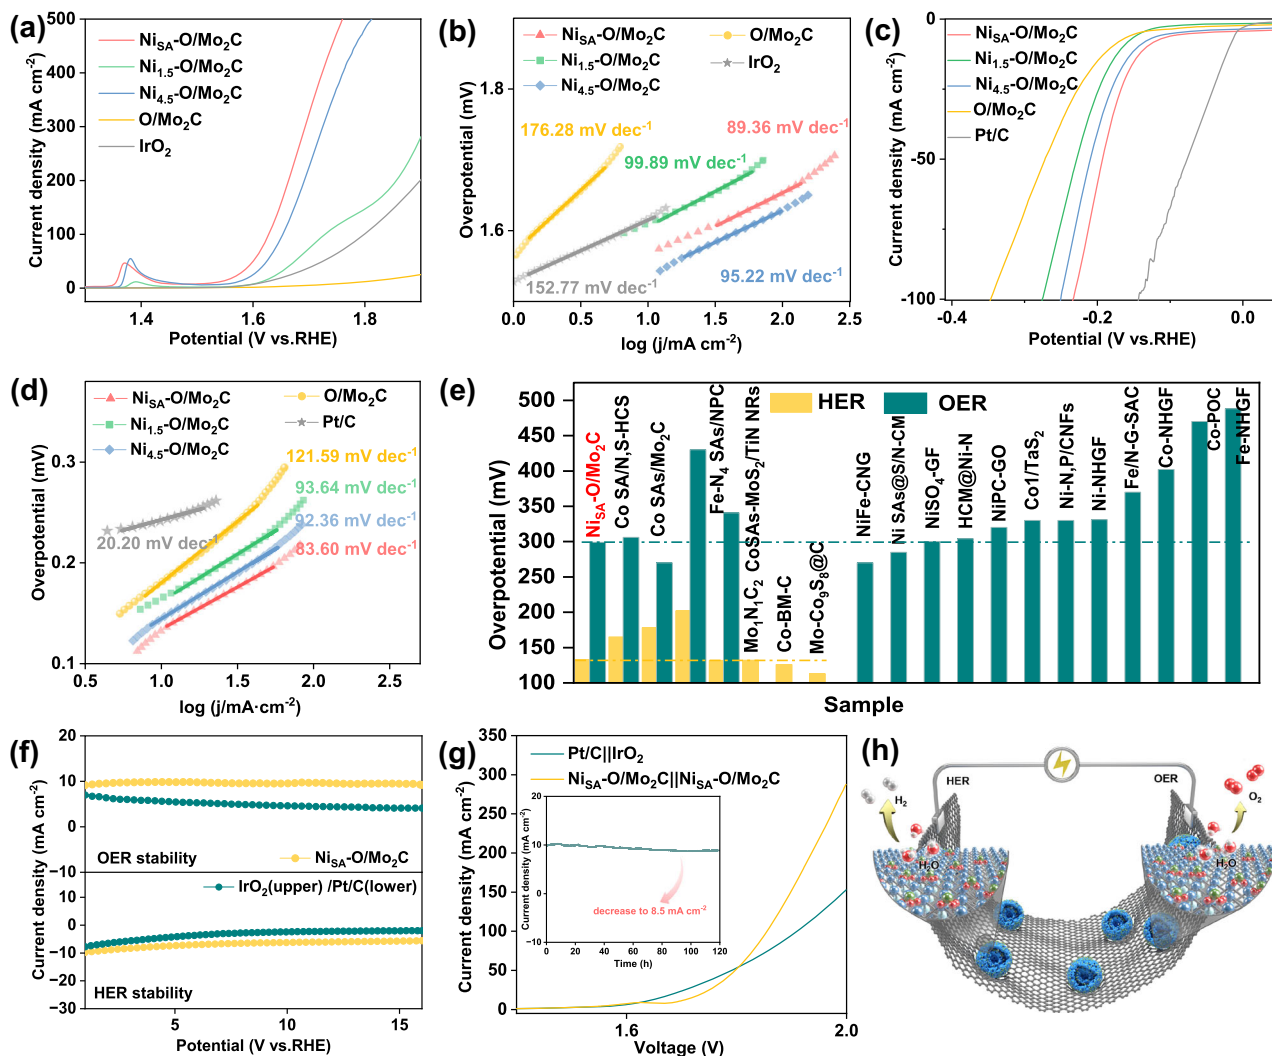 (a)
Ni_SA-O/Mo₂C
Ni₁.₅-O/Mo₂C
Ni₄.₅-O/Mo₂C
O/Mo₂C
IrO₂
500
400
300
200
100
0
Current density (mA cm⁻²)
1.4
1.6
1.8
Potential (V vs.RHE)
(b)
Ni_SA-O/Mo₂C
Ni₁.₅-O/Mo₂C
Ni₄.₅-O/Mo₂C
O/Mo₂C
IrO₂
176.28 mV dec⁻¹
89.36 mV dec⁻¹
99.89 mV dec⁻¹
95.22 mV dec⁻¹
152.77 mV dec⁻¹
1.8
1.6
Overpotential (mV)
0.0
0.5
1.0
1.5
2.0
2.5
log (j/mA cm⁻²)
(c)
Ni_SA-O/Mo₂C
Ni₁.₅-O/Mo₂C
Ni₄.₅-O/Mo₂C
O/Mo₂C
Pt/C
0
-50
-100
Current density (mA cm⁻²)
-0.4
-0.2
0.0
Potential (V vs.RHE)
(d)
Ni_SA-O/Mo₂C
Ni₁.₅-O/Mo₂C
Ni₄.₅-O/Mo₂C
O/Mo₂C
Pt/C
121.59 mV dec⁻¹
93.64 mV dec⁻¹
92.36 mV dec⁻¹
83.60 mV dec⁻¹
20.20 mV dec⁻¹
0.3
0.2
0.1
Overpotential (mV)
0.5
1.0
1.5
2.0
2.5
log (j/mA·cm⁻²)
(e)
HER
OER
500
450
400
350
300
250
200
150
100
Overpotential (mV)
Ni_SA-O/Mo₂C
Co SA/N,S-HCS
Co SAs/Mo₂C
Fe-N₄ SAs/NPC
Mo₁N₁C₂
CoSAs-MoS₂/TiN NRs
Co-BM-C
Mo-Co₉S₈@C
NiFe-CNG
Ni SAs@S/N-CM
NiSO₄-GF
HCM@Ni-N
NiPC-GO
Co1/TaS₂
Ni-N,P/CNFs
Ni-NHGF
Fe/N-G-SAC
Co-NHGF
Co-POC
Fe-NHGF
Sample
(f)
20
10
0
-10
OER stability
Ni_SA-O/Mo₂C
IrO₂(upper) /Pt/C(lower)
10
0
-10
-20
-30
HER stability
Current density (mA cm⁻²)
5
10
15
Potential (V vs.RHE)
(g)
Pt/C||IrO₂
Ni_SA-O/Mo₂C||Ni_SA-O/Mo₂C
350
300
250
200
150
100
50
0
Current density (mA cm⁻²)
1.6
2.0
Voltage (V)
20
10
0
-10
Current density (mA cm⁻²)
decrease to 8.5 mA cm⁻²
0
20
40
60
80
100
120
Time (h)
(h)
HER
OER
H₂
O₂
H₂O
H₂O